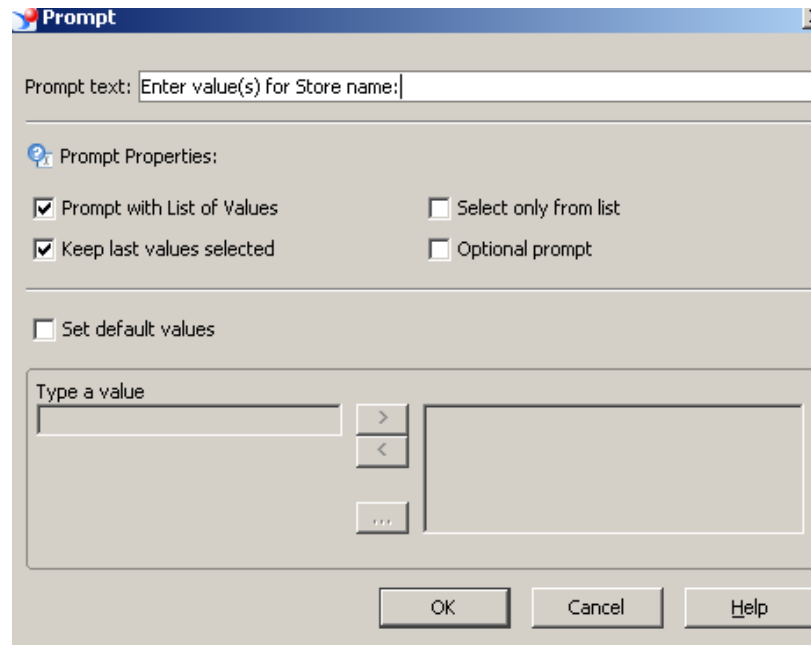 Prompt
Prompt text: Enter value(s) for Store name:
Prompt Properties:
Prompt with List of Values Select only from list
Keep last values selected Optional prompt
Set default values
Type a value
>
<
...
OK Cancel Help